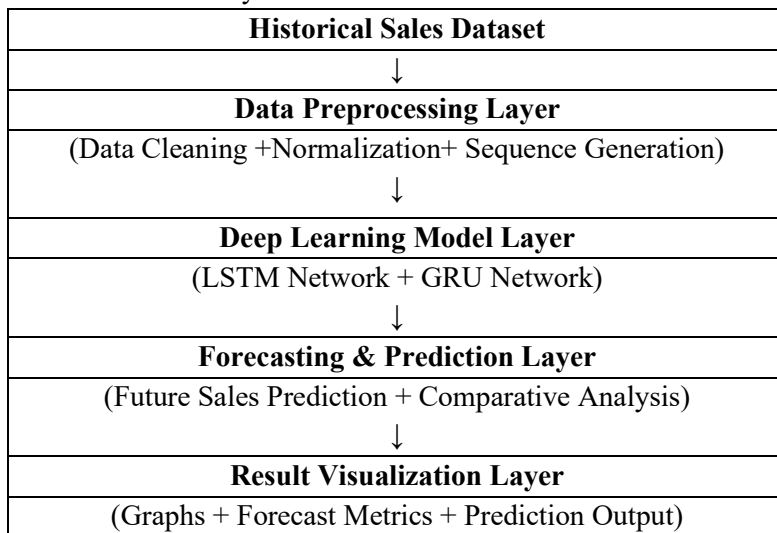 Historical Sales Dataset
↓
Data Preprocessing Layer
(Data Cleaning +Normalization+ Sequence Generation)
↓
Deep Learning Model Layer
(LSTM Network + GRU Network)
↓
Forecasting & Prediction Layer
(Future Sales Prediction + Comparative Analysis)
↓
Result Visualization Layer
(Graphs + Forecast Metrics + Prediction Output)